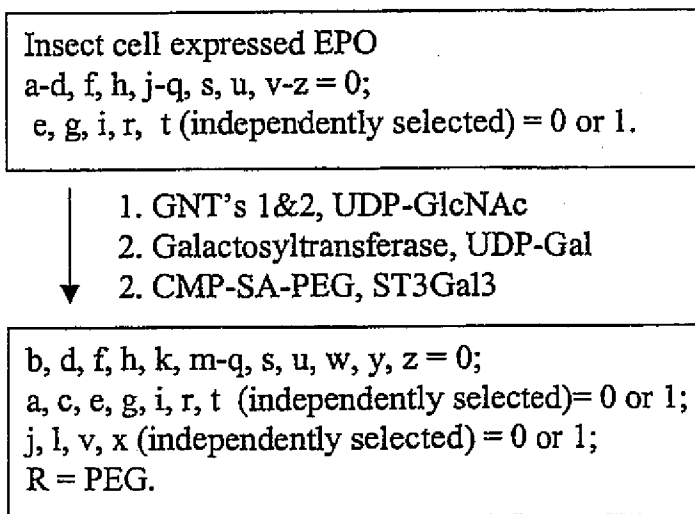 Insect cell expressed EPO
a-d, f, h, j-q, s, u, v-z = 0;
e, g, i, r, t (independently selected) = 0 or 1.
1. GNT's 1&2, UDP-GlcNAc
2. Galactosyltransferase, UDP-Gal
2. CMP-SA-PEG, ST3Gal3
b, d, f, h, k, m-q, s, u, w, y, z = 0;
a, c, e, g, i, r, t (independently selected)= 0 or 1;
j, l, v, x (independently selected) = 0 or 1;
R = PEG.